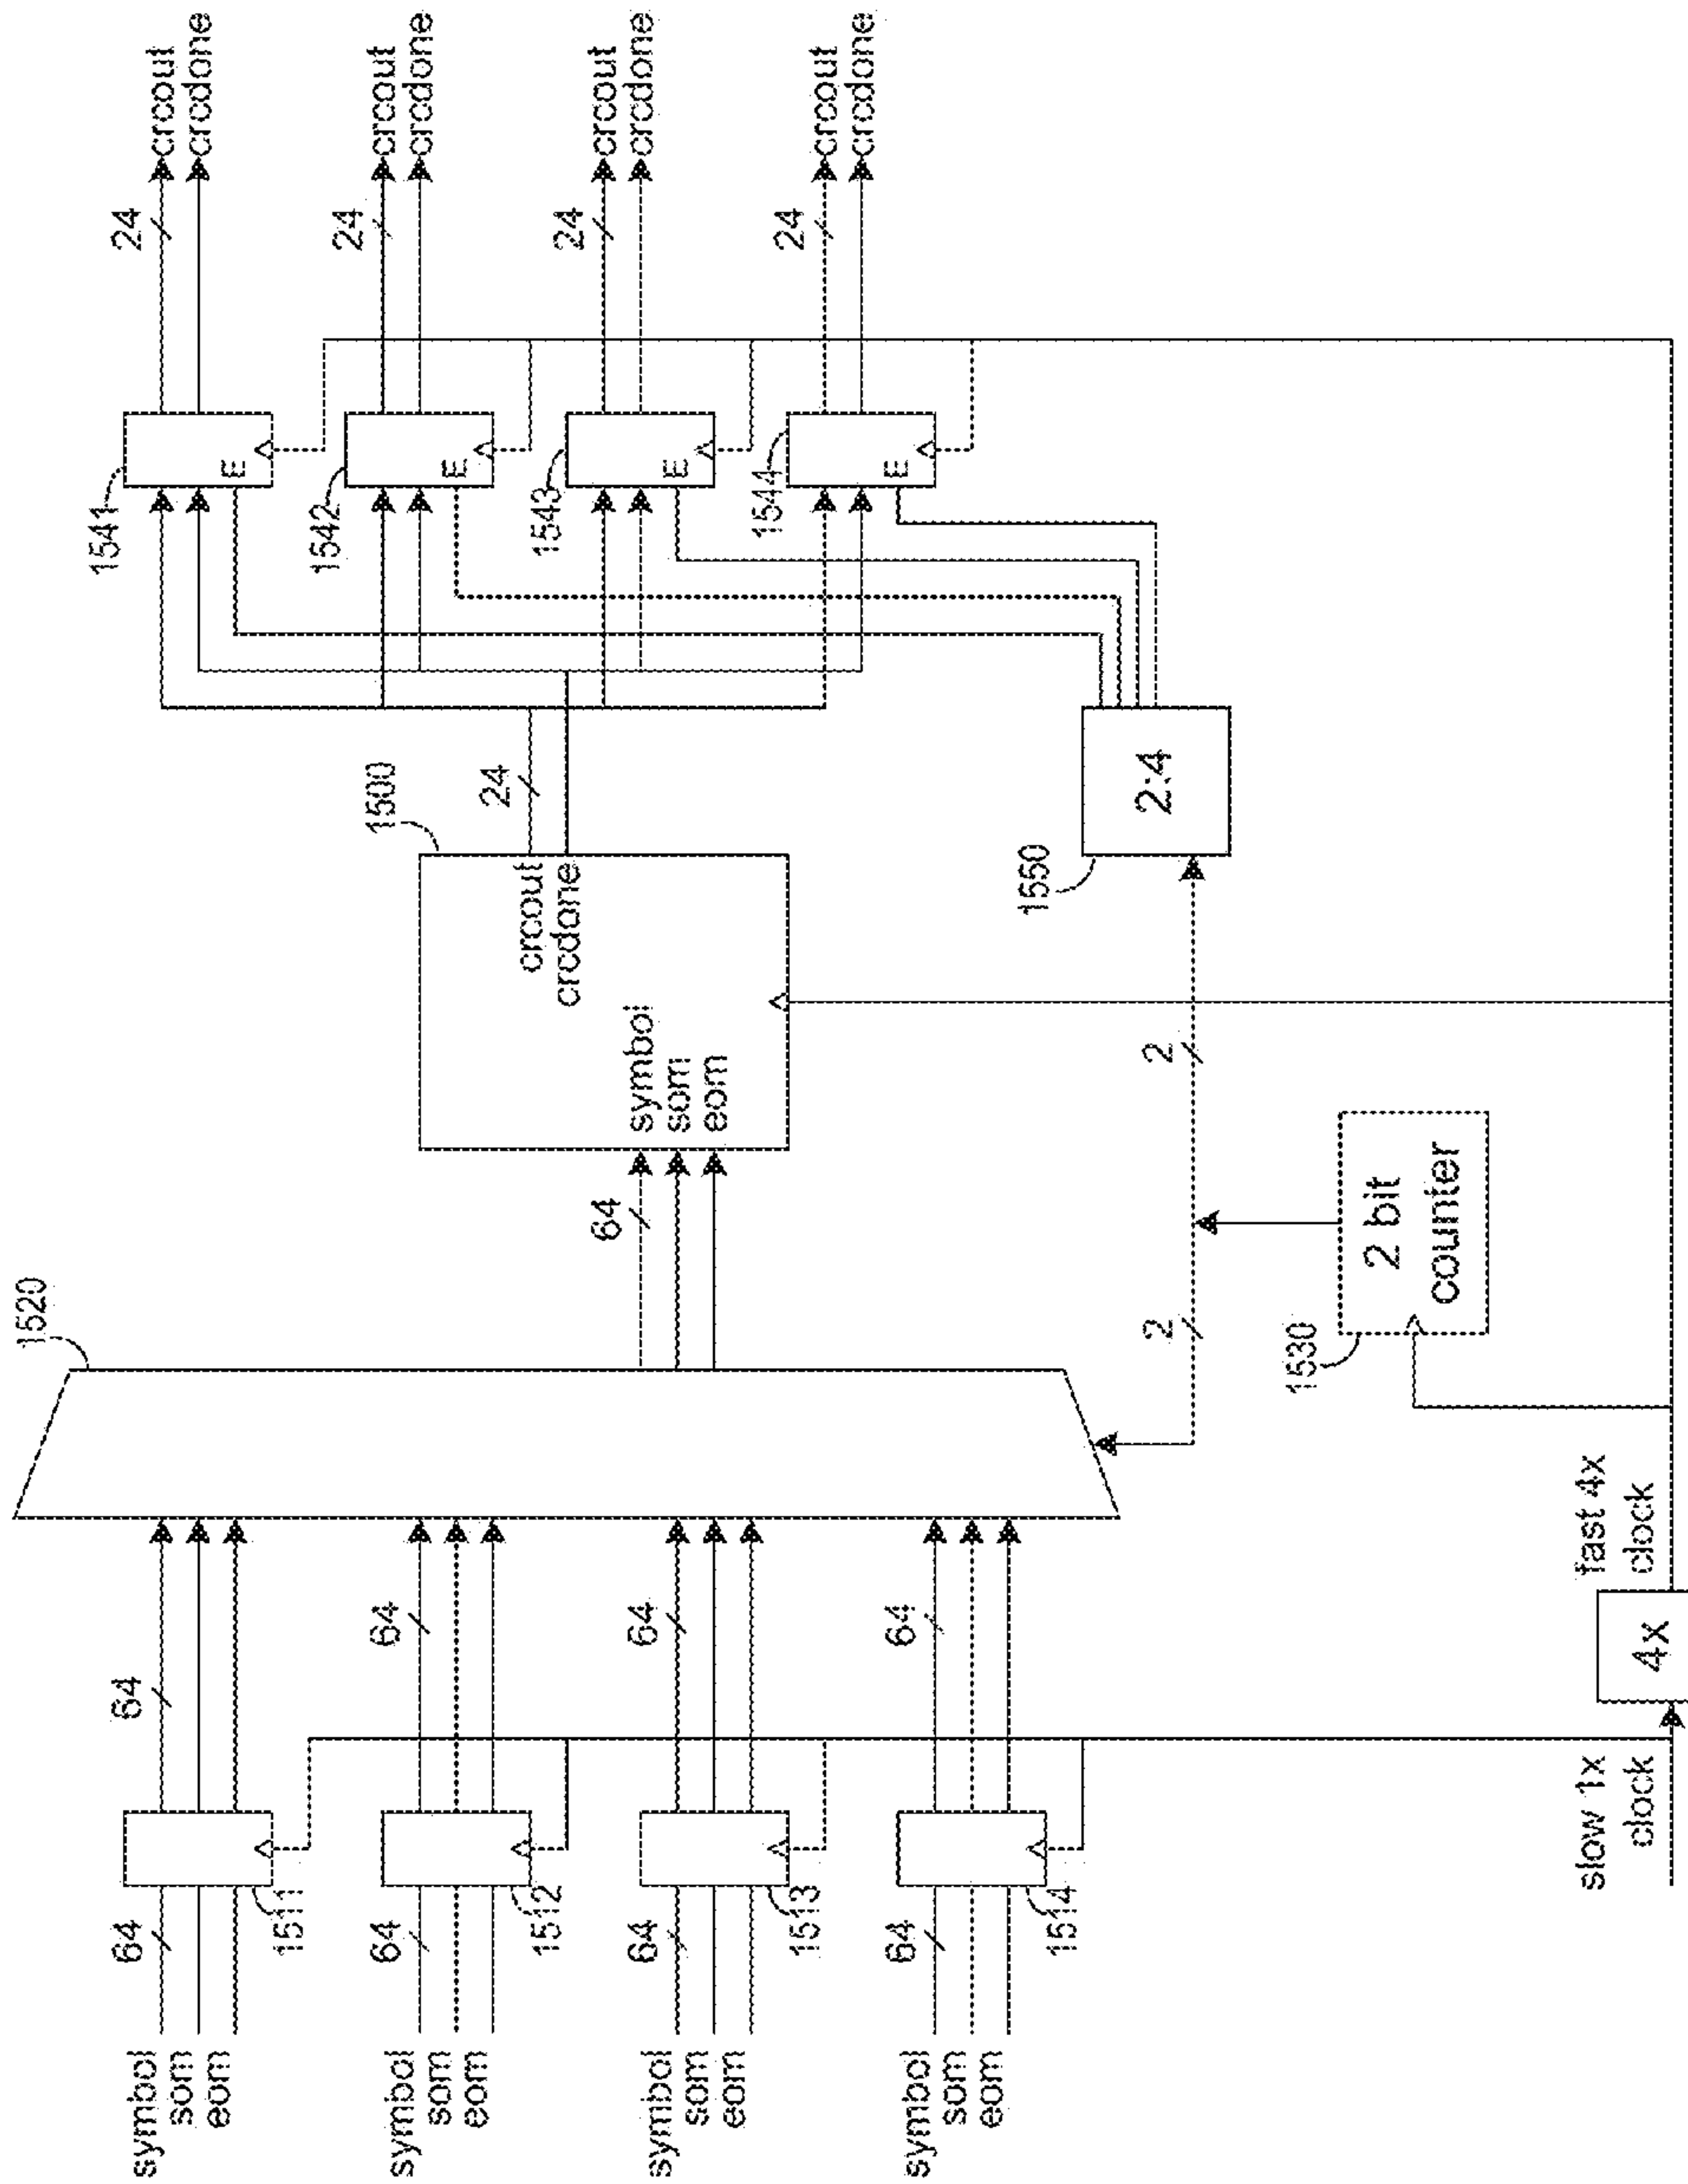 symbol
som
eom
64
1511
64
symbol
som
eom
64
1512
64
symbol
som
eom
64
1513
64
symbol
som
eom
64
1514
64
slow 1x
clock
4x
fast 4x
clock
1520
64
symbol
som
eom
crcout
crcdone
1500
24
2
2
2 bit
counter
1530
2:4
1550
1541
E
1542
E
1543
E
1544
E
24
crcout
crcdone
24
crcout
crcdone
24
crcout
crcdone
24
crcout
crcdone